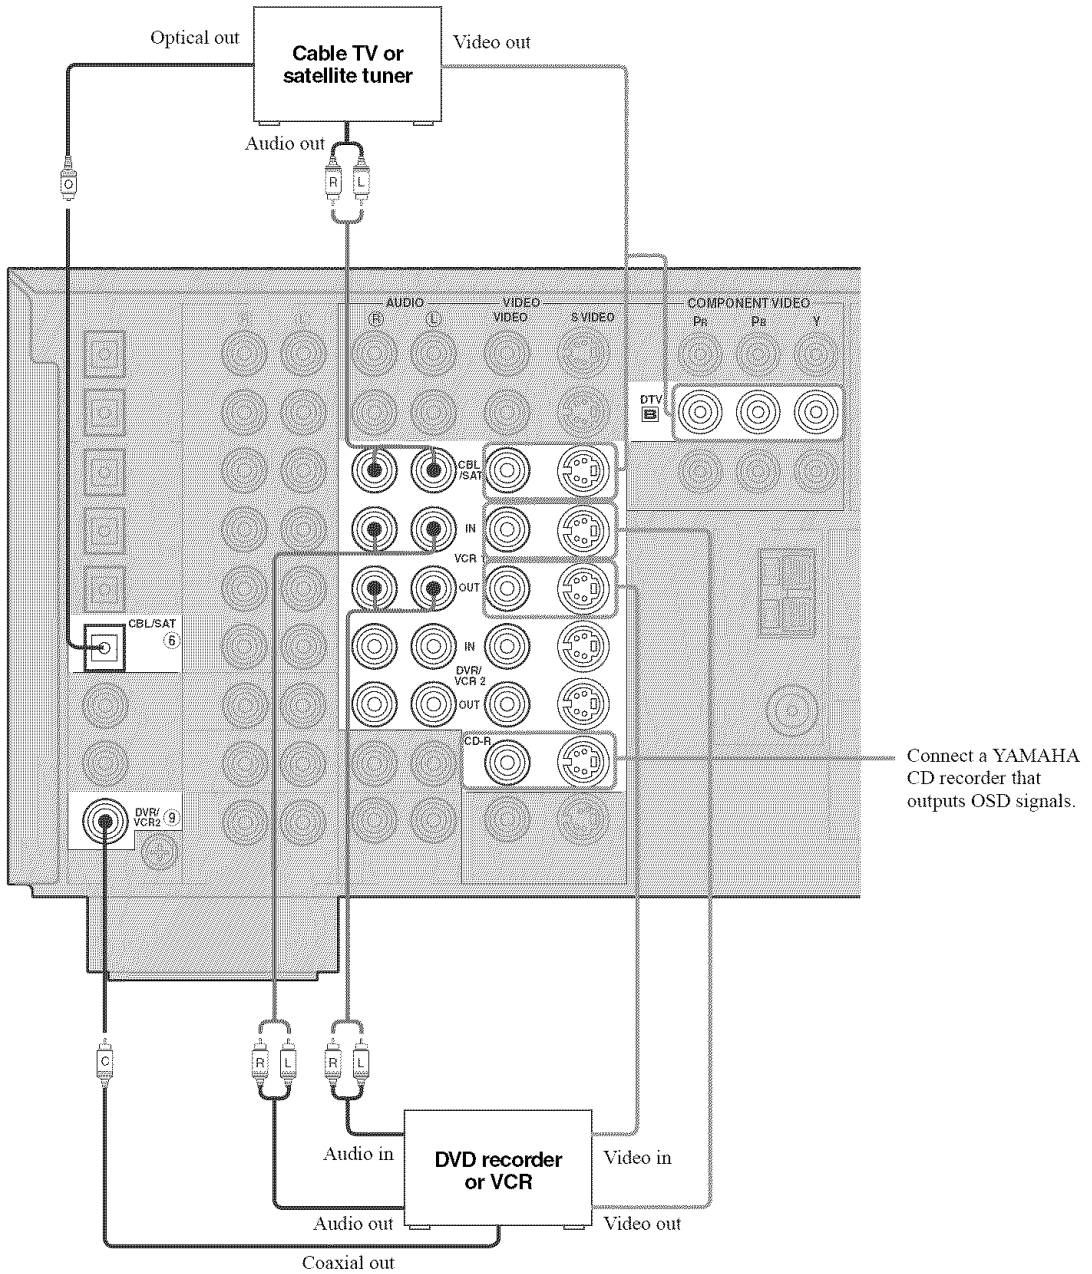 Optical out
Cable TV or
satellite tuner
Video out
Audio out
O
R L
AUDIO
VIDEO
COMPONENT VIDEO
R L
R L
VIDEO
S VIDEO
PR PB Y
DTV
B
CBL
/SAT
IN
VCR 1
OUT
CBL/SAT
6
IN
DVR/
VCR 2
OUT
CD-R
Connect a YAMAHA
CD recorder that
outputs OSD signals.
DVR/
VCR2
9
C
R L
R L
Audio in
DVD recorder
or VCR
Video in
Audio out
Video out
Coaxial out